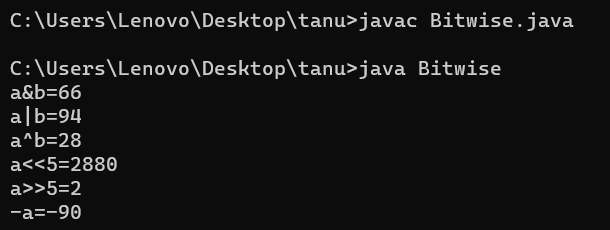 C:\Users\Lenovo\Desktop\tanu>javac Bitwise.java
C:\Users\Lenovo\Desktop\tanu>java Bitwise
a&b=66
a|b=94
a^b=28
a<<5=2880
a>>5=2
-a=-90